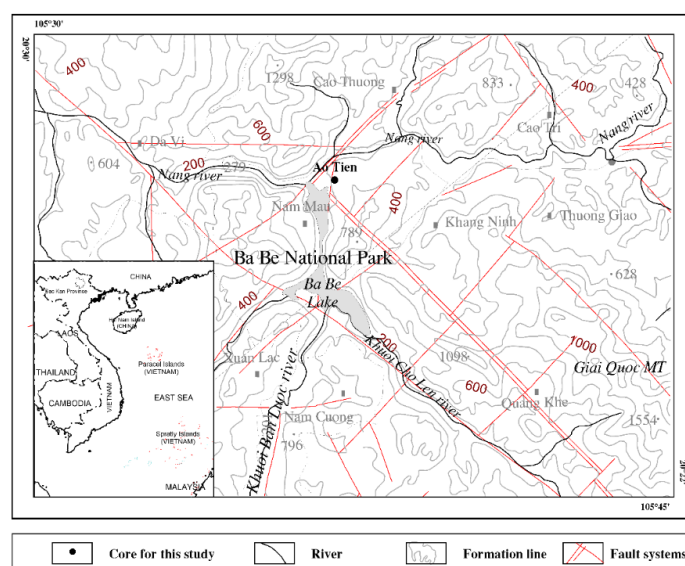 105°30'
20°30'
400
1298
Cao Thuong
833
400
428
600
Cao Tri
Nang river
Nang river
Da Vi
604
200
279
Nang river
Ao Tien
Nam Mau
400
Khang Ninh
Thuong Giao
789
Ba Be National Park
628
Ba Be
Lake
400
200
1000
Xuan Lac
1098
Giai Quoc MT
Khuoi Cho Len river
600
Quang Khe
Nam Cuong
1554
796
Khuoi Ban Duoc river
CHINA
Bac Kan Province
LAOS
Hai Nam Island
(CHINA)
THAILAND
Paracel Islands
(VIETNAM)
VIETNAM
EAST SEA
CAMBODIA
Spratly Islands
(VIETNAM)
MALAYSIA
105°45'
Core for this study
River
Formation line
Fault systems